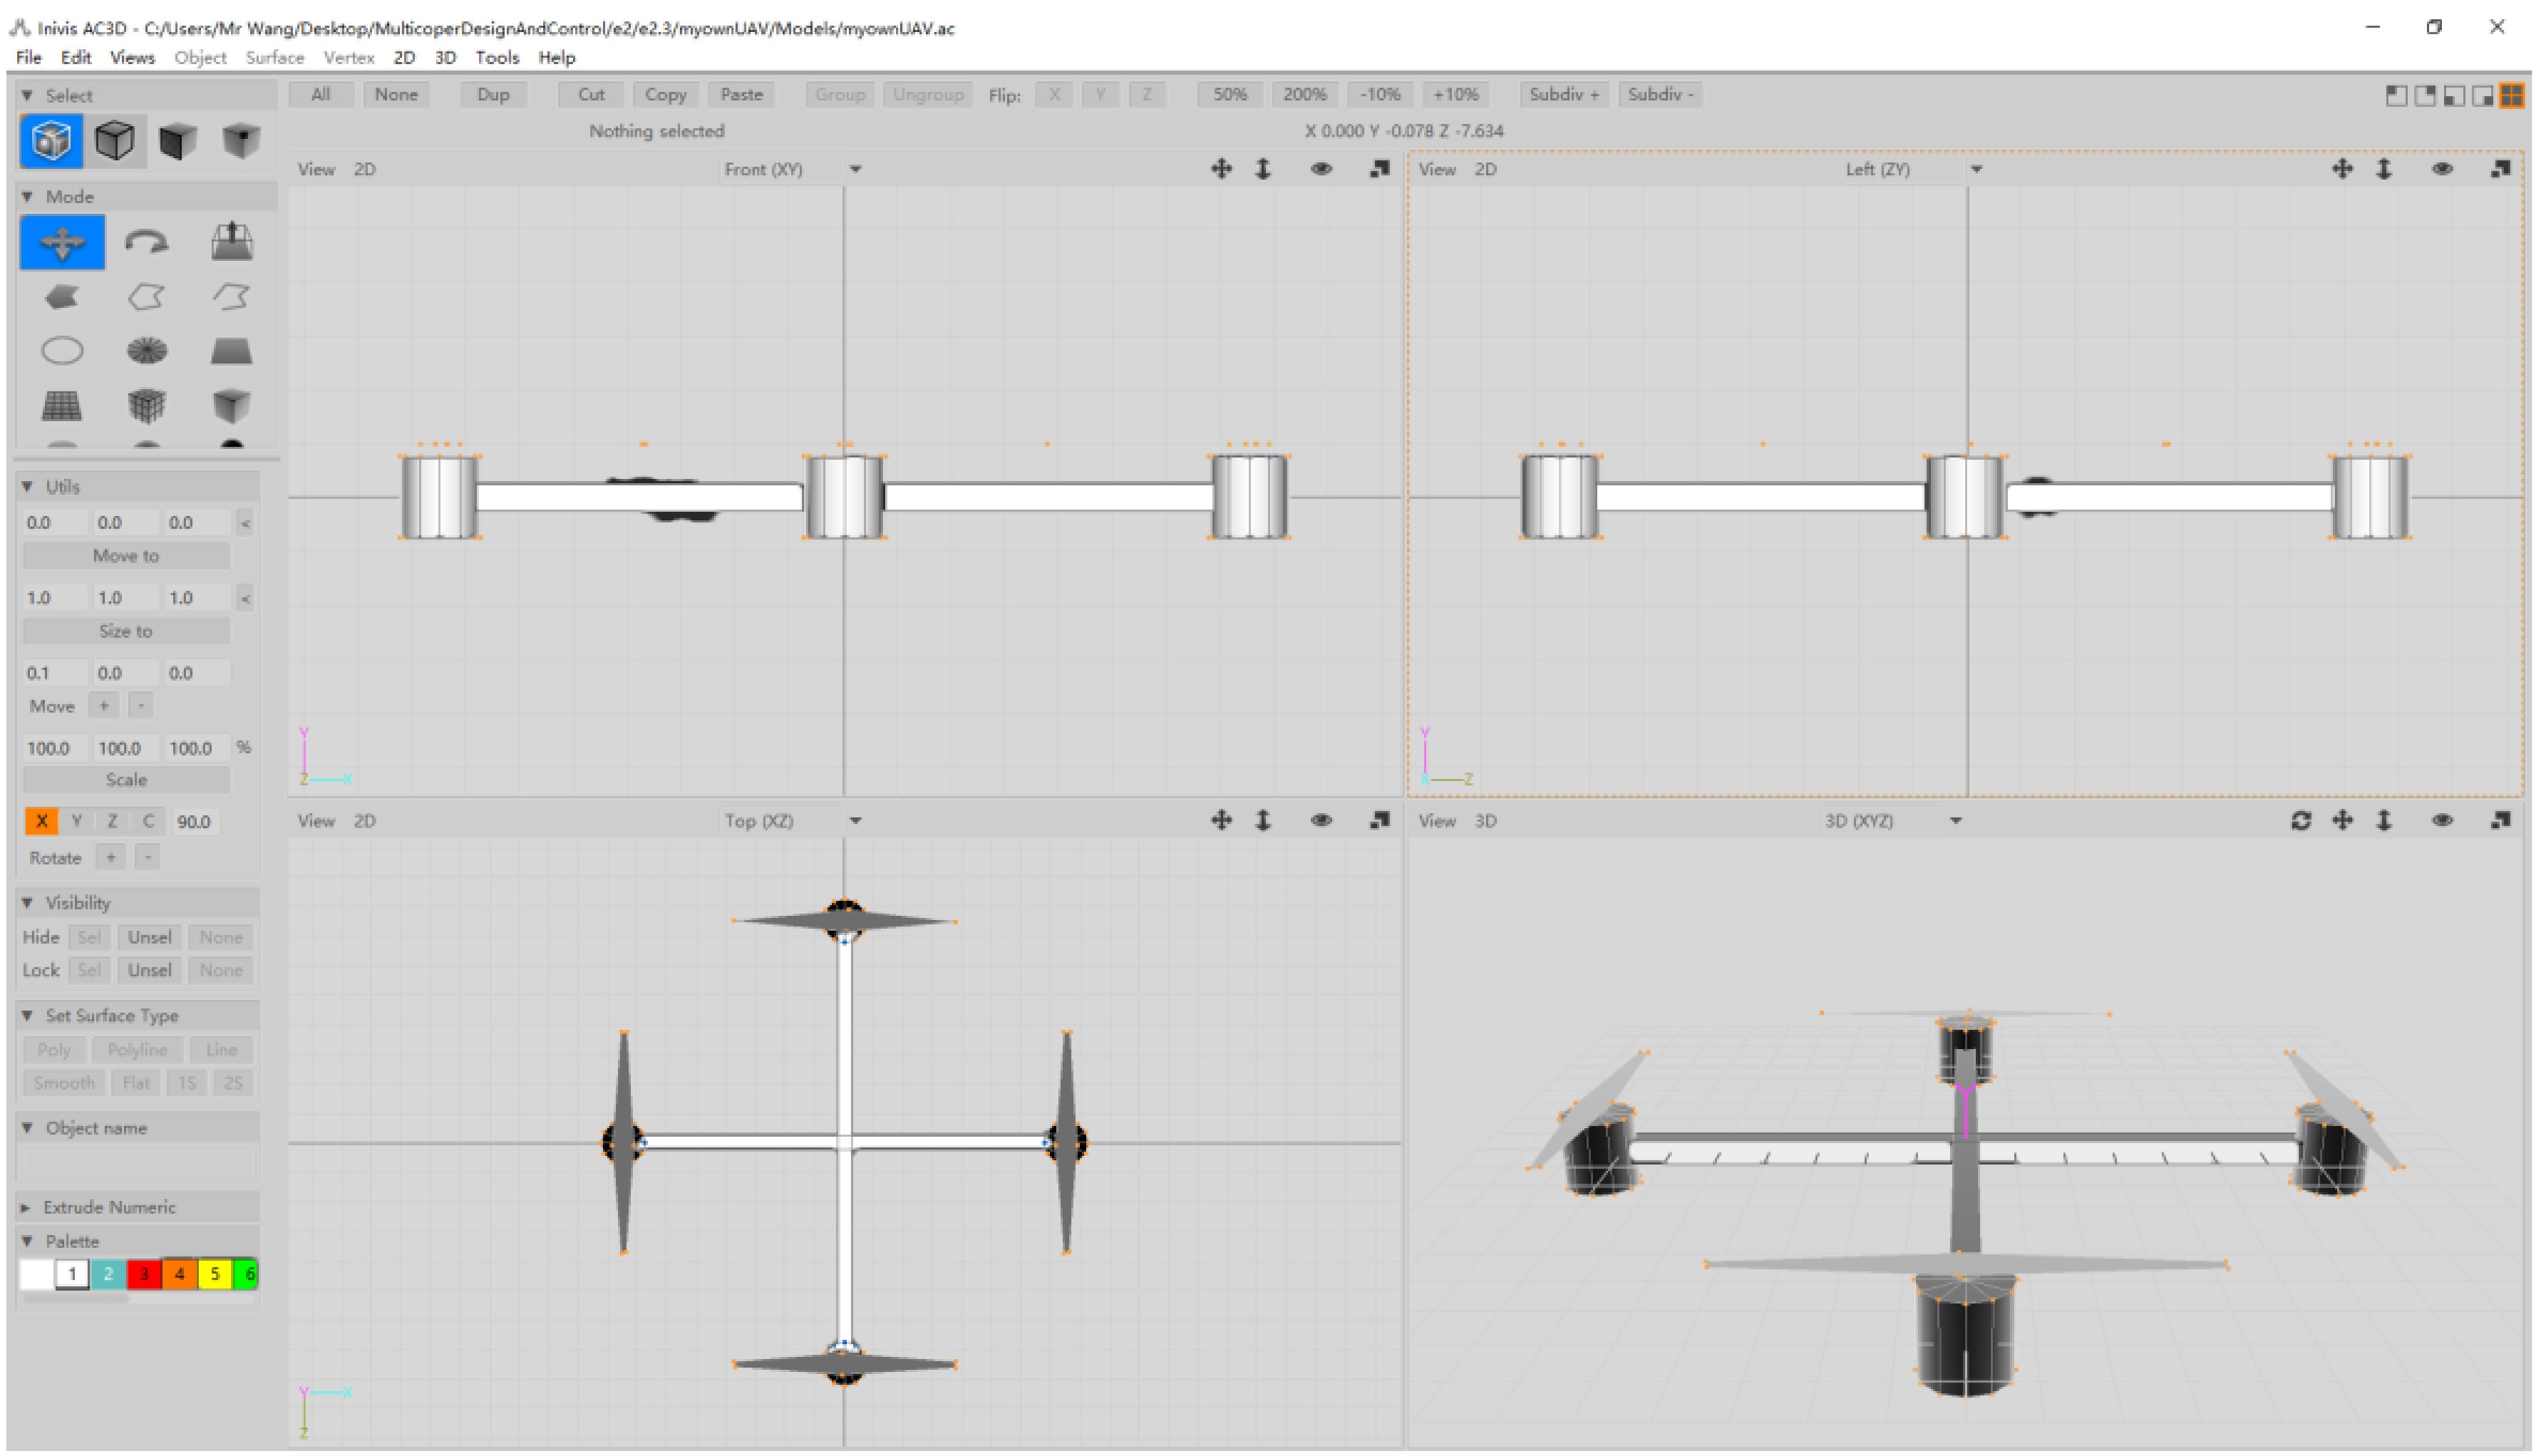 Inivis AC3D - C:/Users/Mr Wang/Desktop/MulticoperDesignAndControl/e2/e2.3/myownUAV/Models/myownUAV.ac
File Edit Views Object Surface Vertex 2D 3D Tools Help
Select
All None Dup Cut Copy Paste Group Ungroup Flip: X Y Z 50% 200% -10% +10% Subdiv + Subdiv -
Nothing selected X 0.000 Y -0.078 Z -7.634
View 2D Front (XY)
View 2D Left (ZY)
Mode
Utils
0.0 0.0 0.0 <
Move to
1.0 1.0 1.0 <
Size to
0.1 0.0 0.0
Move + -
100.0 100.0 100.0 %
Scale
X Y Z C 90.0
Rotate + -
Y
Z X
Y
X Z
View 2D Top (XZ)
View 3D 3D (XYZ)
Visibility
Hide Sel Unsel None
Lock Sel Unsel None
Set Surface Type
Poly Polyline Line
Smooth Flat 1S 2S
Object name
Extrude Numeric
Palette
1 2 3 4 5 6
Y X
Z
Y